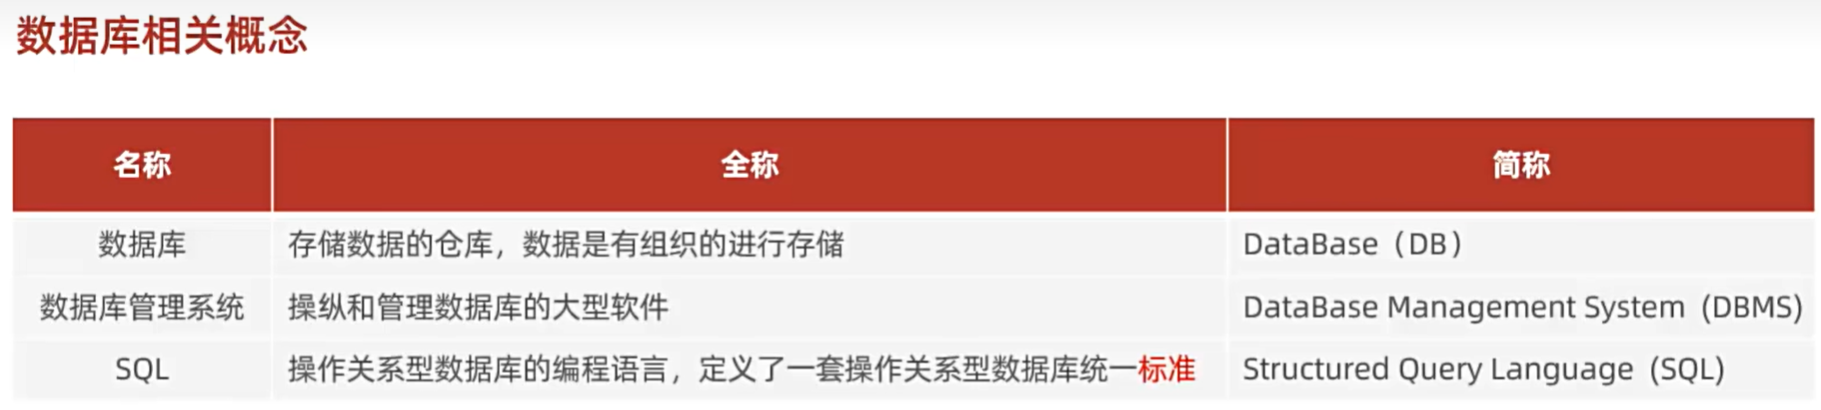 数据库相关概念
名称 全称 简称
数据库 存储数据的仓库，数据是有组织的进行存储 DataBase（DB）
数据库管理系统 操纵和管理数据库的大型软件 DataBase Management System (DBMS)
SQL 操作关系型数据库的编程语言，定义了一套操作关系型数据库统一标准 Structured Query Language (SQL)